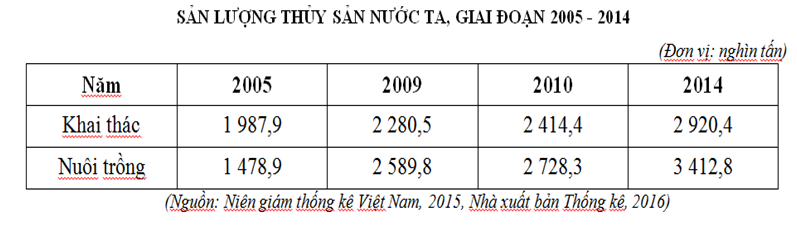 SẢN LƯỢNG THỦY SẢN NƯỚC TA, GIAI ĐOẠN 2005 - 2014
(Đơn vị: nghìn tấn)
Năm 2005 2009 2010 2014
Khai thác 1 987,9 2 280,5 2 414,4 2 920,4
Nuôi trồng 1 478,9 2 589,8 2 728,3 3 412,8
(Nguồn: Niên giám thống kê Việt Nam, 2015, Nhà xuất bản Thống kê, 2016)